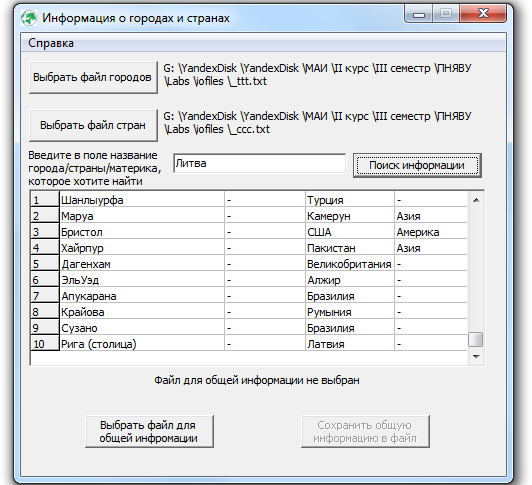 Информация о городах и странах
Справка
Выбрать файл городов
G: \YandexDisk \YandexDisk \МАИ \II курс \III семестр \ПНЯВУ
\Labs \iofiles \_ttt.txt
Выбрать файл стран
G: \YandexDisk \YandexDisk \МАИ \II курс \III семестр \ПНЯВУ
\Labs \iofiles \_ccc.txt
Введите в поле название
города/страны/материка,
которое хотите найти
Литва
Поиск информации
1 Шанлыурфа - Турция -
2 Маруа - Камерун Азия
3 Бристол - США Америка
4 Хайрпур - Пакистан Азия
5 Дагенхам - Великобритания -
6 ЭльУэд - Алжир -
7 Апукарана - Бразилия -
8 Крайова - Румыния -
9 Сузано - Бразилия -
10 Рига (столица) - Латвия -
Файл для общей информации не выбран
Выбрать файл для
общей инфромации
Сохранить общую
информацию в файл